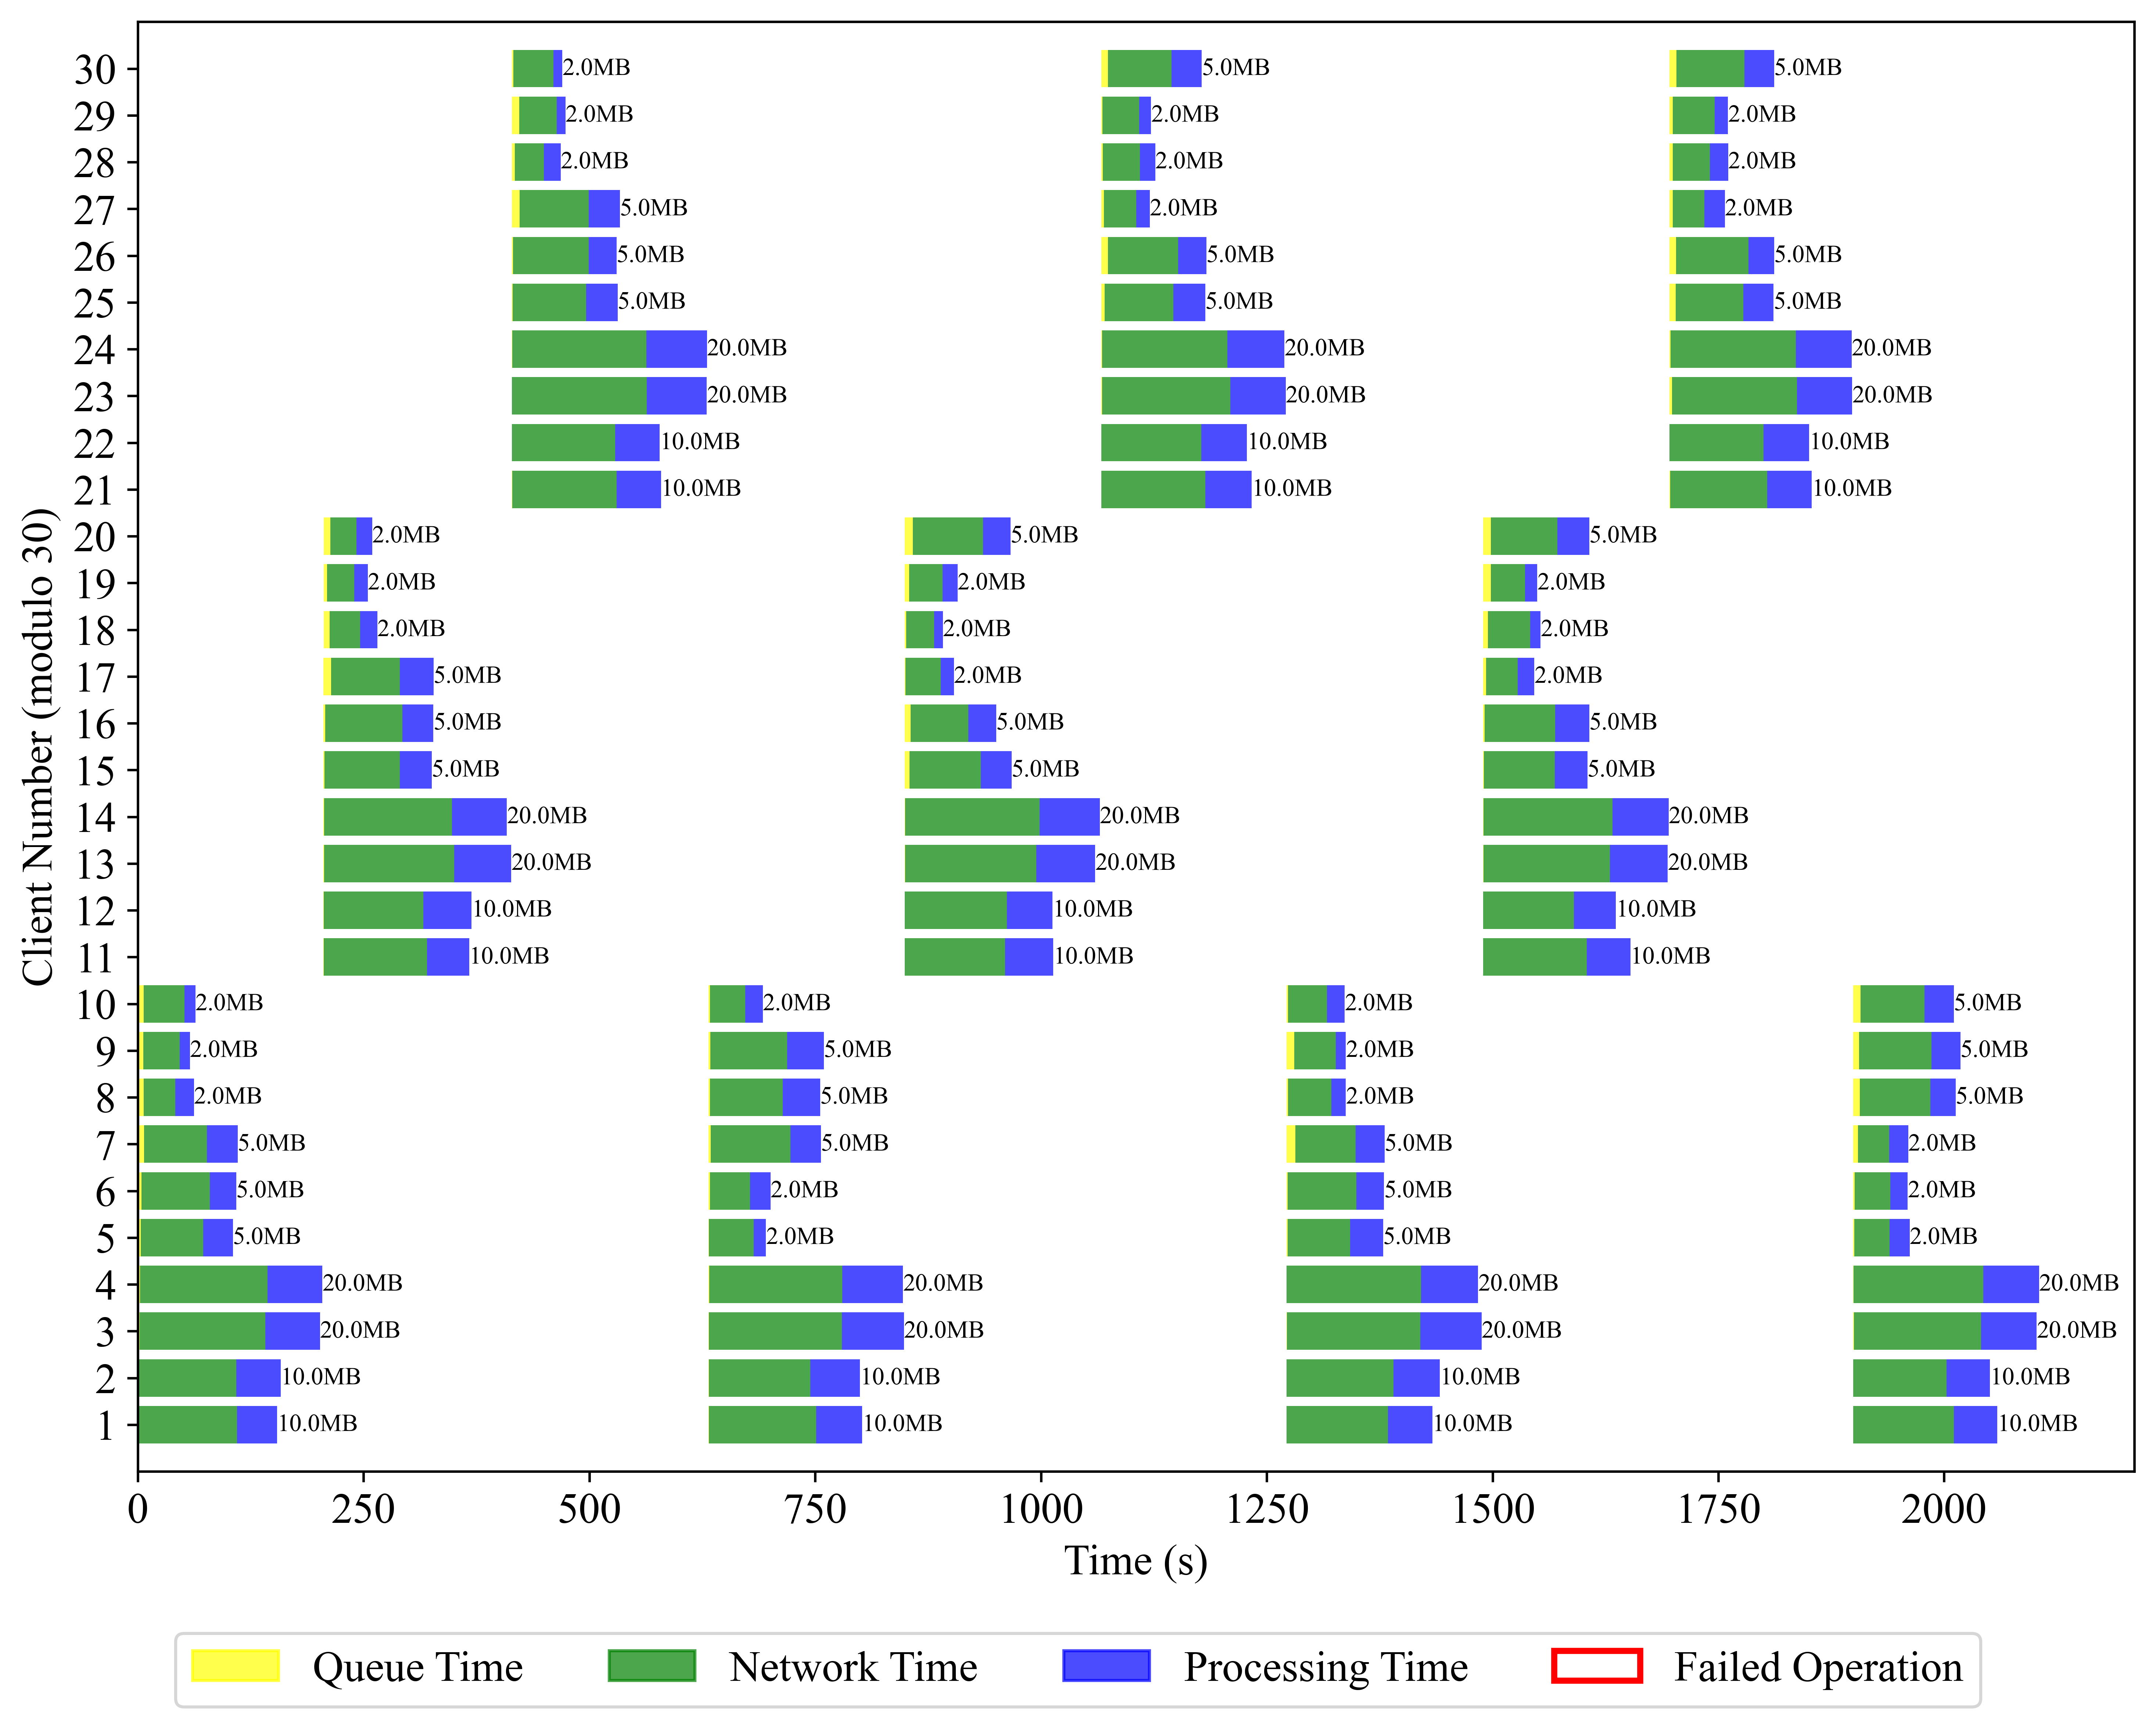 30 2.0MB 5.0MB 5.0MB
29 2.0MB 2.0MB 2.0MB
28 2.0MB 2.0MB 2.0MB
27 5.0MB 2.0MB 2.0MB
26 5.0MB 5.0MB 5.0MB
25 5.0MB 5.0MB 5.0MB
24 20.0MB 20.0MB 20.0MB
23 20.0MB 20.0MB 20.0MB
22 10.0MB 10.0MB 10.0MB
21 10.0MB 10.0MB 10.0MB
20 2.0MB 5.0MB 5.0MB
19 2.0MB 2.0MB 2.0MB
18 2.0MB 2.0MB 2.0MB
17 5.0MB 2.0MB 2.0MB
16 5.0MB 5.0MB 5.0MB
15 5.0MB 5.0MB 5.0MB
14 20.0MB 20.0MB 20.0MB
13 20.0MB 20.0MB 20.0MB
12 10.0MB 10.0MB 10.0MB
11 10.0MB 10.0MB 10.0MB
10 2.0MB 2.0MB 2.0MB 5.0MB
9 2.0MB 5.0MB 2.0MB 5.0MB
8 2.0MB 5.0MB 2.0MB 5.0MB
7 5.0MB 5.0MB 5.0MB 2.0MB
6 5.0MB 2.0MB 5.0MB 2.0MB
5 5.0MB 2.0MB 5.0MB 2.0MB
4 20.0MB 20.0MB 20.0MB 20.0MB
3 20.0MB 20.0MB 20.0MB 20.0MB
2 10.0MB 10.0MB 10.0MB 10.0MB
1 10.0MB 10.0MB 10.0MB 10.0MB
Client Number (modulo 30)
0 250 500 750 1000 1250 1500 1750 2000
Time (s)
Queue Time Network Time Processing Time Failed Operation